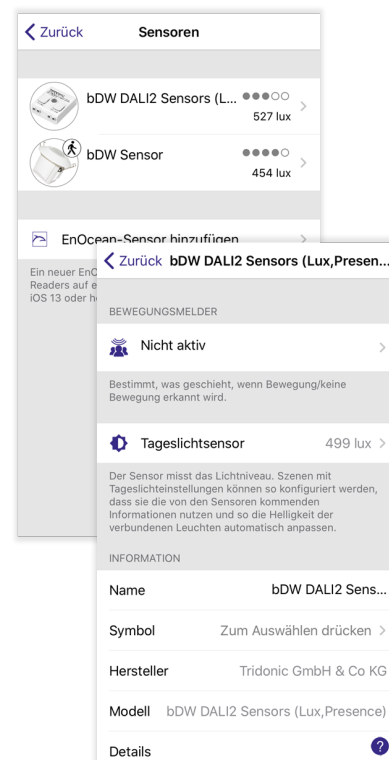 Zurück Sensoren
bDW DALI2 Sensors (L...
527 lux
bDW Sensor
454 lux
EnOcean-Sensor hinzufügen
Ein neuer
Readers auf
iOS 13 oder
Zurück bDW DALI2 Sensors (Lux,Presen...
BEWEGUNGSMELDER
Nicht aktiv
Bestimmt, was geschieht, wenn Bewegung/keine
Bewegung erkannt wird.
Tageslichtsensor 499 lux
Der Sensor misst das Lichtniveau. Szenen mit
Tageslichteinstellungen können so konfiguriert werden,
dass sie die von den Sensoren kommenden
Informationen nutzen und so die Helligkeit der
verbundenen Leuchten automatisch anpassen.
INFORMATION
Name bDW DALI2 Sens...
Symbol Zum Auswählen drücken
Hersteller Tridonic GmbH & Co KG
Modell bDW DALI2 Sensors (Lux,Presence)
Details ?